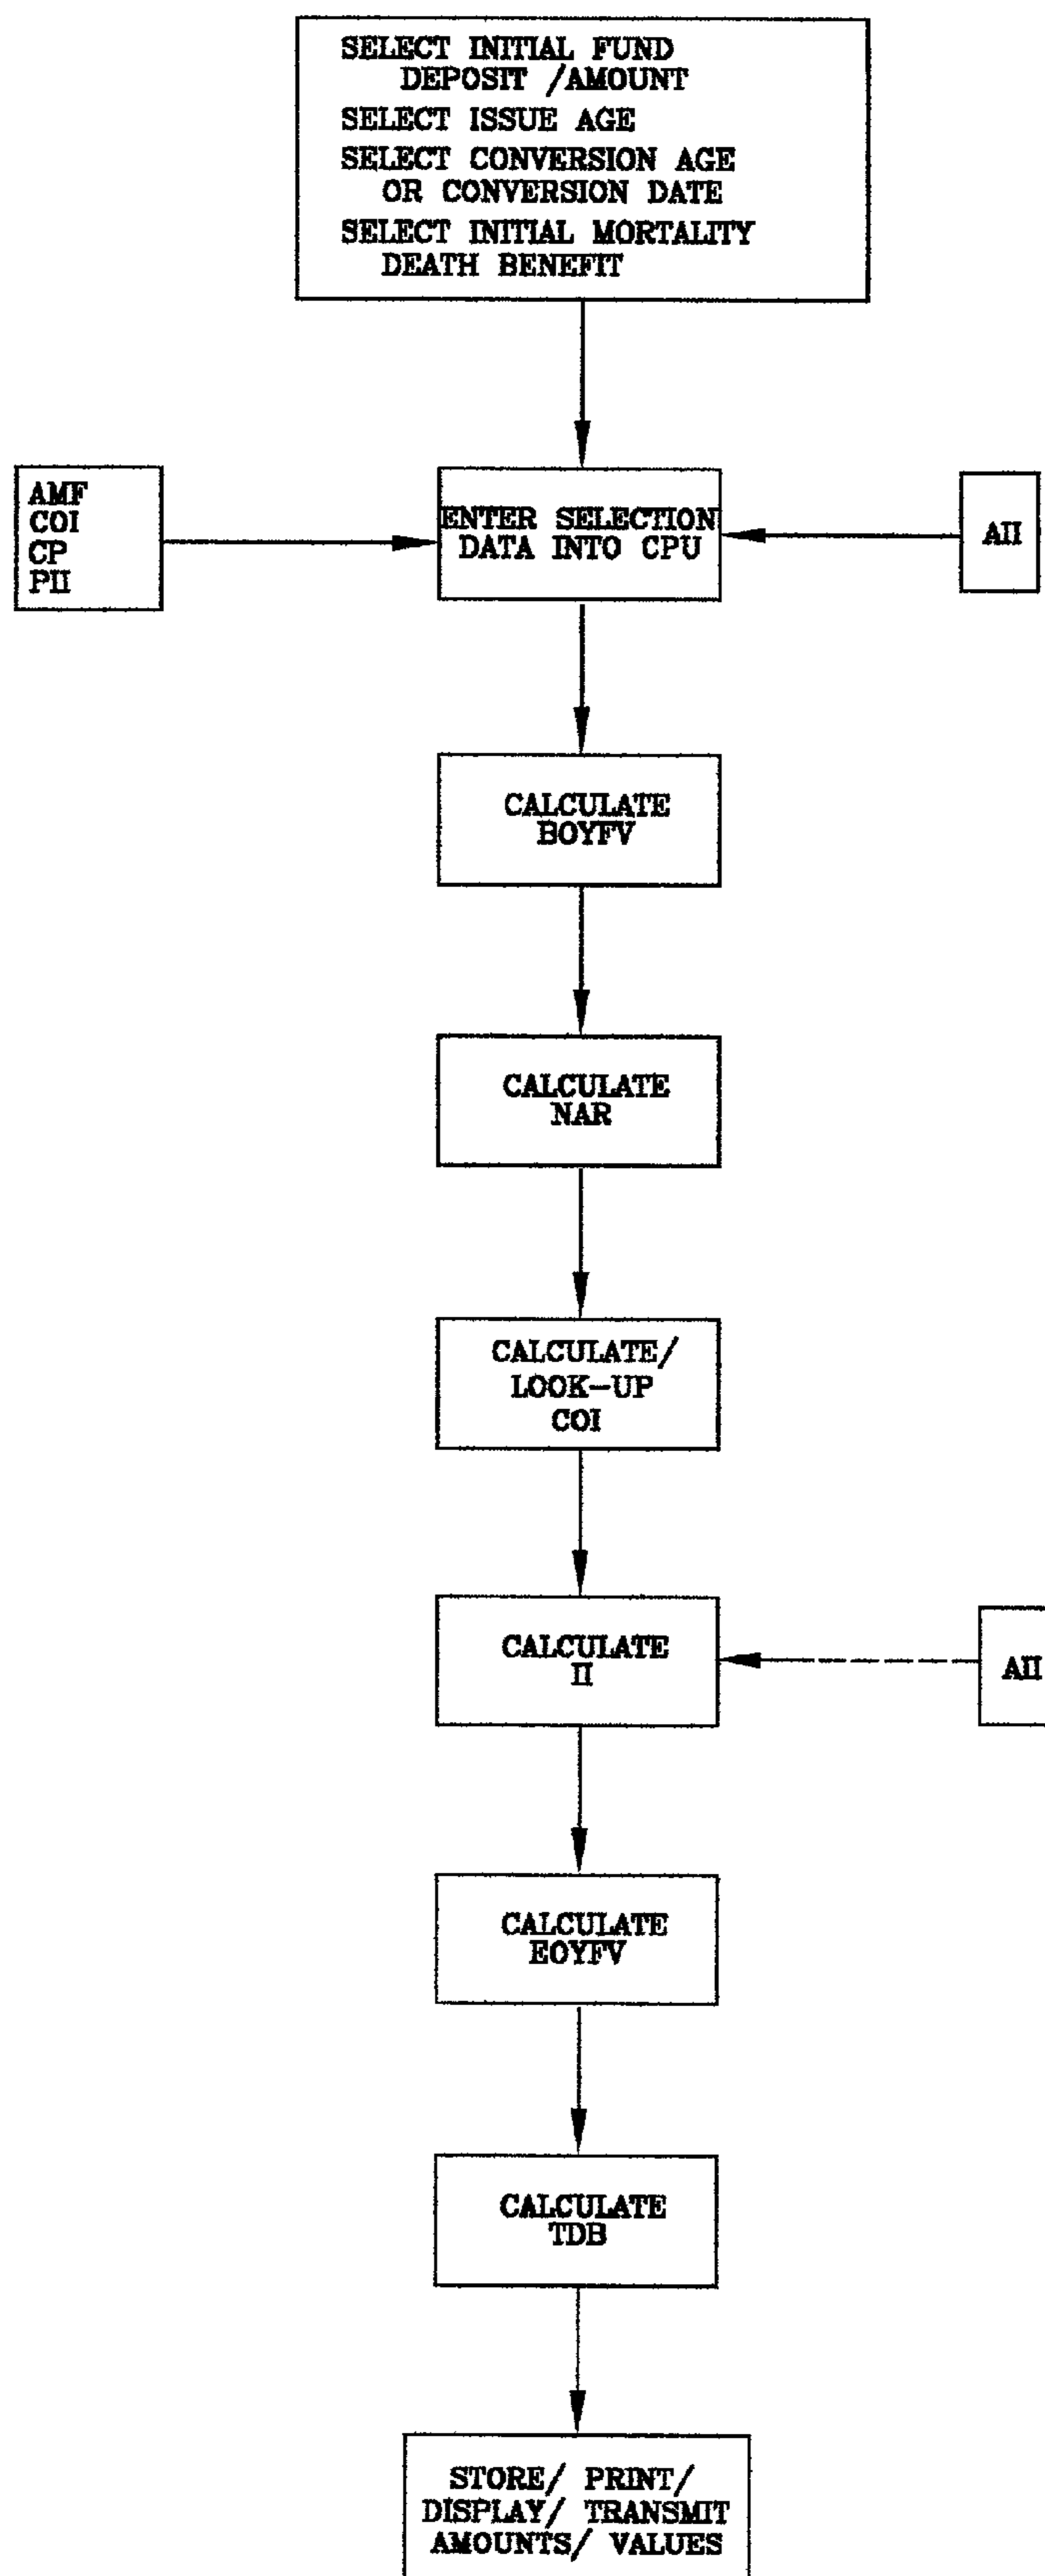 SELECT INITIAL FUND
DEPOSIT /AMOUNT
SELECT ISSUE AGE
SELECT CONVERSION AGE
OR CONVERSION DATE
SELECT INITIAL MORTALITY
DEATH BENEFIT
AMF
COI
CP
PII
ENTER SELECTION
DATA INTO CPU
AII
CALCULATE
BOYFV
CALCULATE
NAR
CALCULATE/
LOOK-UP
COI
CALCULATE
II
AII
CALCULATE
EOYFV
CALCULATE
TDB
STORE/ PRINT/
DISPLAY/ TRANSMIT
AMOUNTS/ VALUES